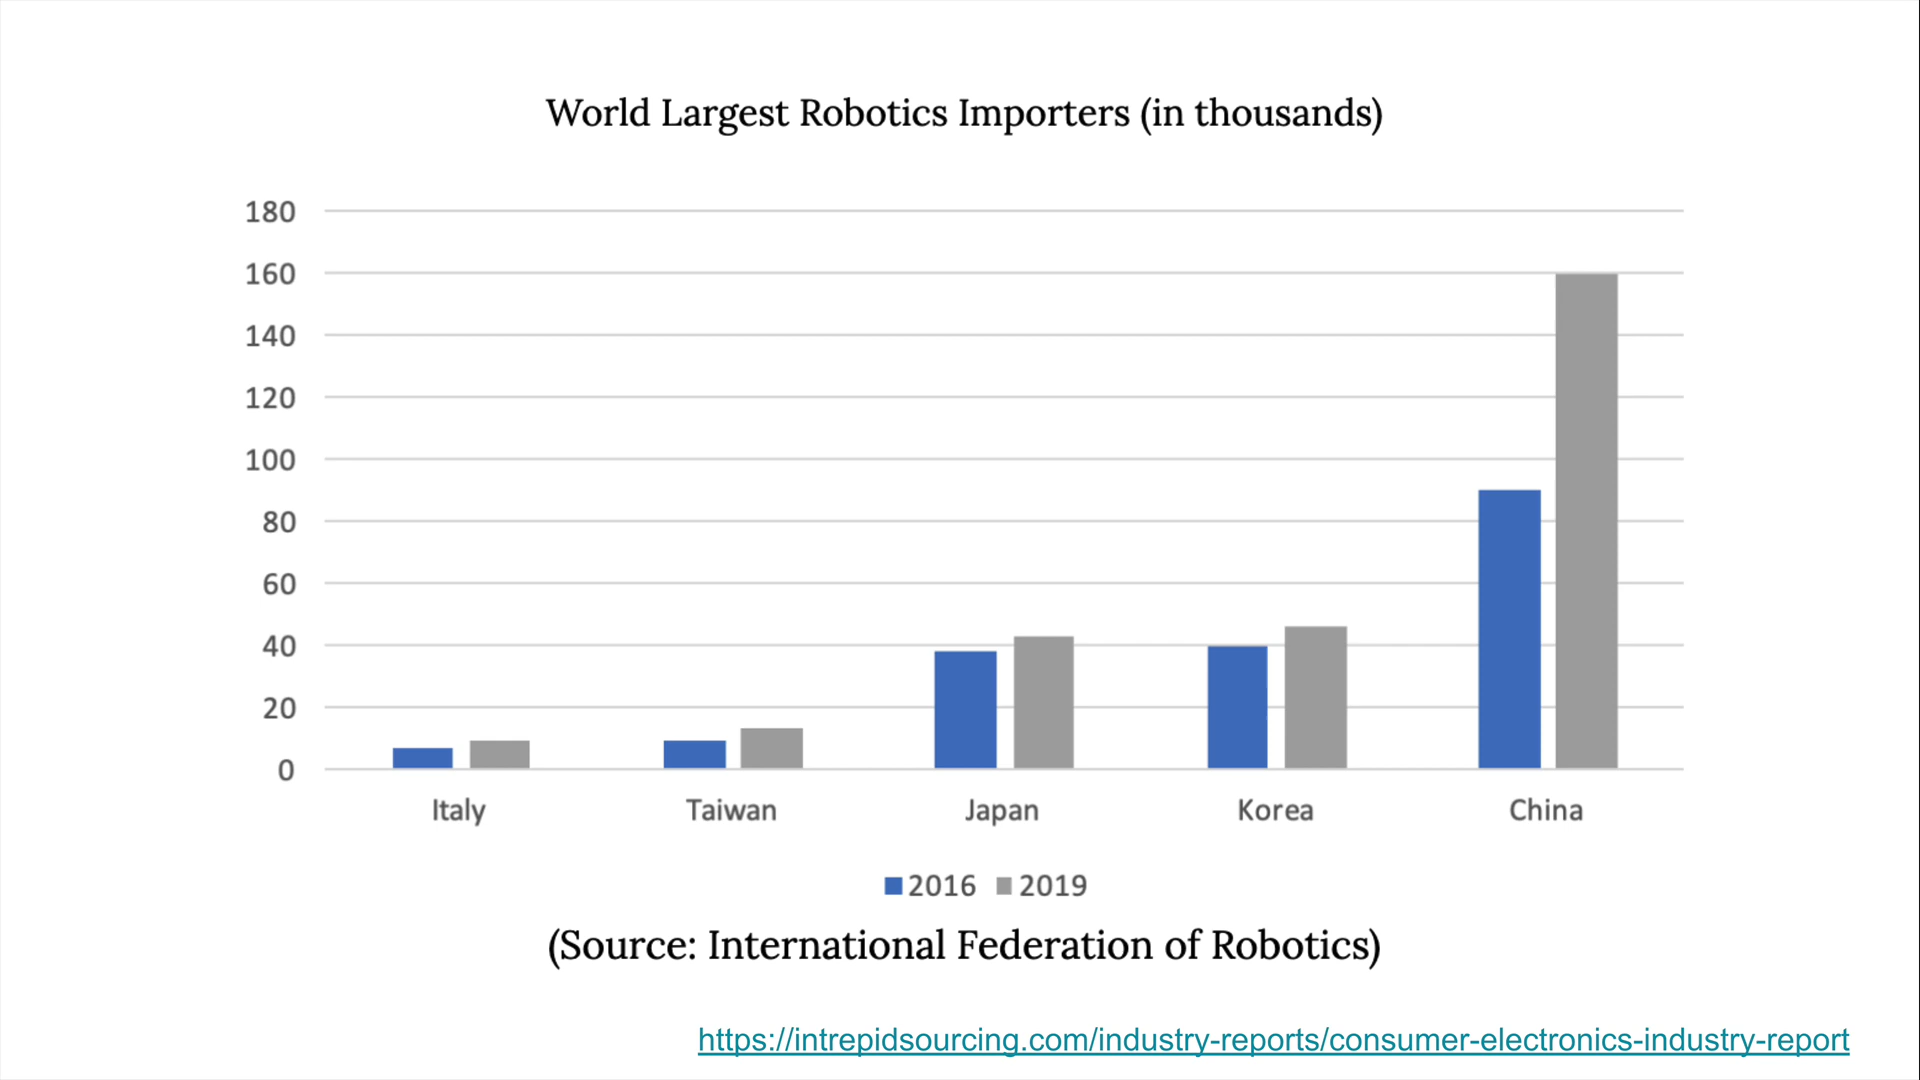 World Largest Robotics Importers (in thousands)
180
160
140
120
100
80
60
40
20
0
Italy Taiwan Japan Korea China
2016 2019
(Source: International Federation of Robotics)
https://intrepidsourcing.com/industry-reports/consumer-electronics-industry-report